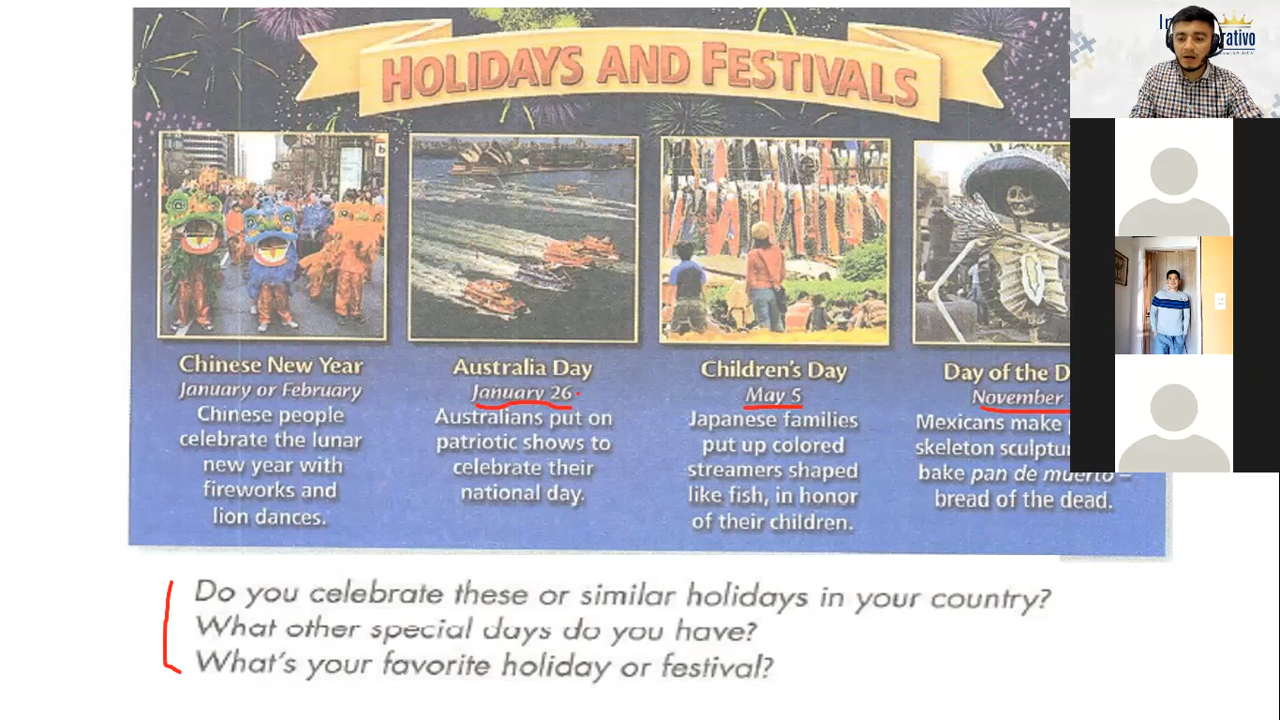 HOLIDAYS AND FESTIVALS
Chinese New Year
January or February
Chinese people
celebrate the lunar
new year with
fireworks and
lion dances.
Australia Day
January 26
Australians put on
patriotic shows to
celebrate their
national day.
Children's Day
May 5
Japanese families
put up colored
streamers shaped
like fish, in honor
of their children.
Day of the D
November
Mexicans make
skeleton sculptu
bake pan de muerto –
bread of the dead.
Do you celebrate these or similar holidays in your country?
What other special days do you have?
What's your favorite holiday or festival?